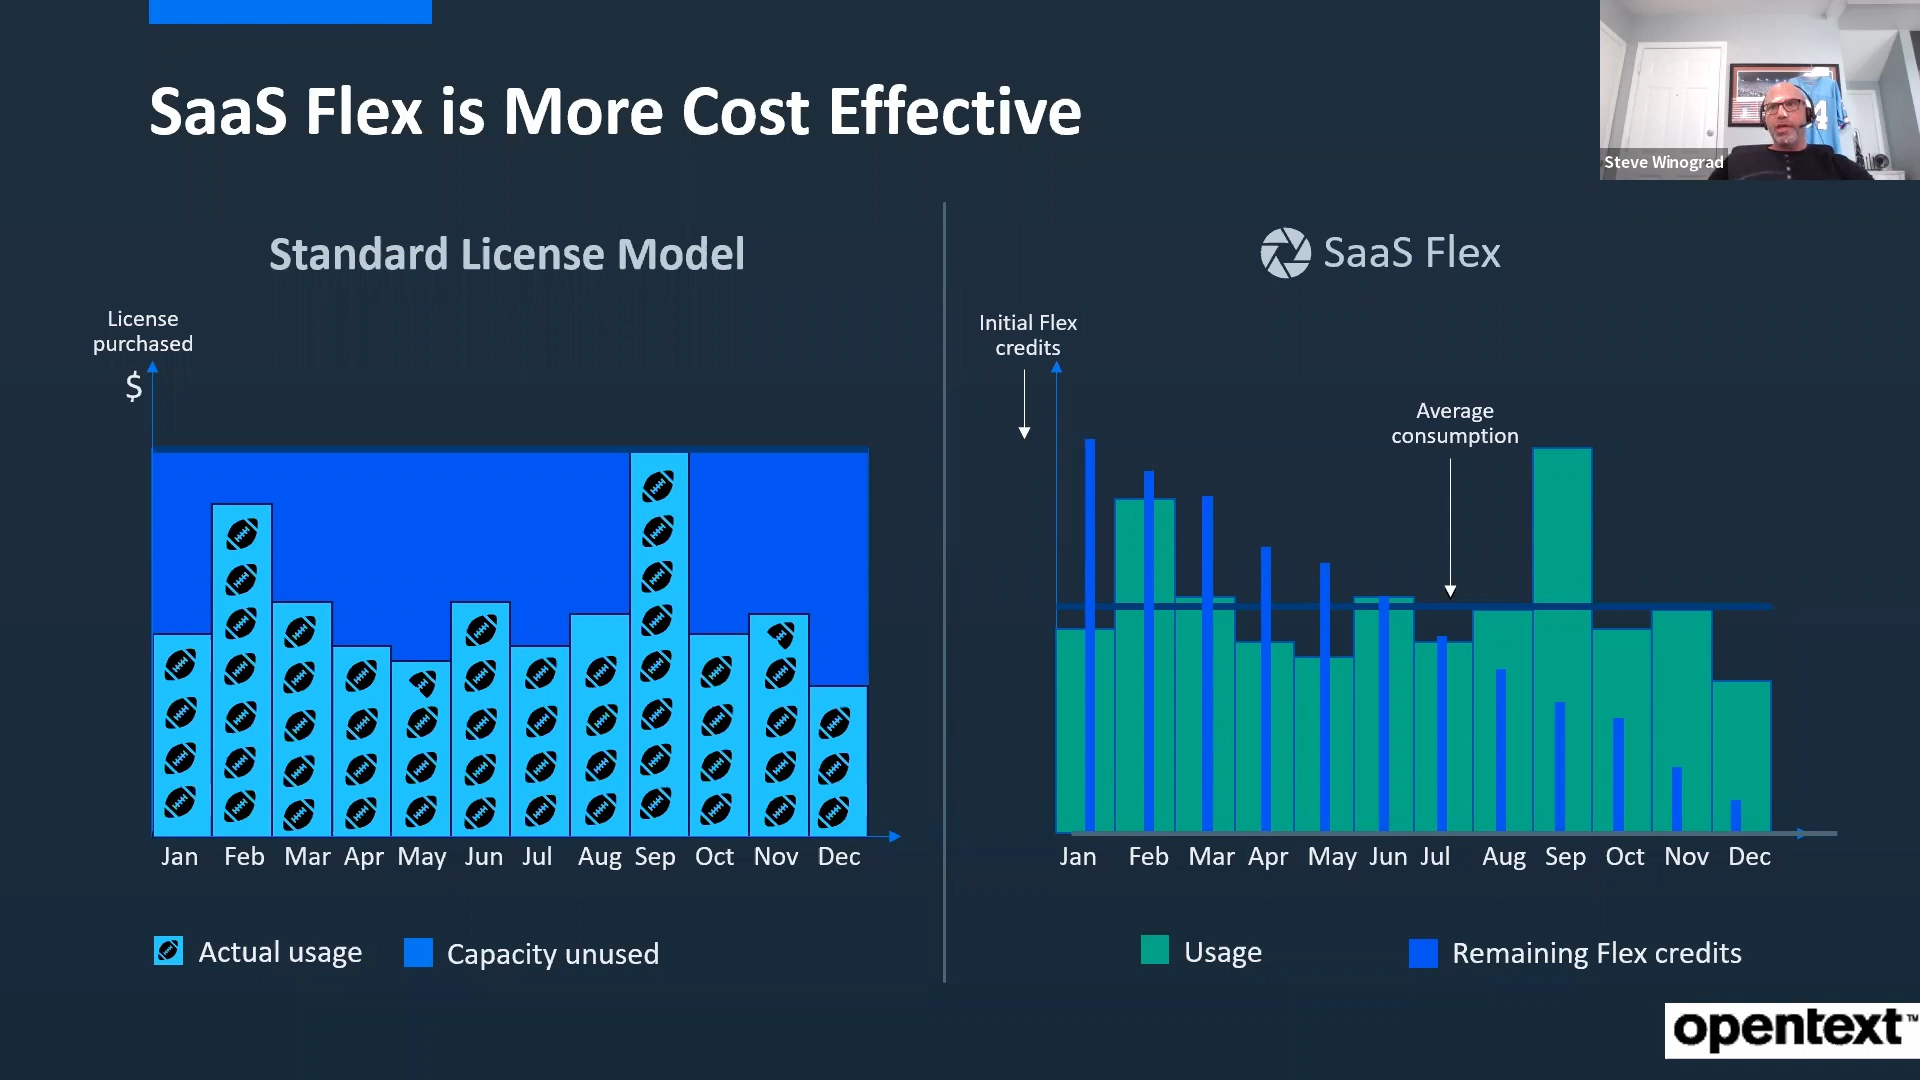 SaaS Flex is More Cost Effective
Steve Winograd
Standard License Model
License
purchased
$
Jan Feb Mar Apr May Jun Jul Aug Sep Oct Nov Dec
Actual usage
Capacity unused
SaaS Flex
Initial Flex
credits
Average
consumption
Jan Feb Mar Apr May Jun Jul Aug Sep Oct Nov Dec
Usage
Remaining Flex credits
opentext™